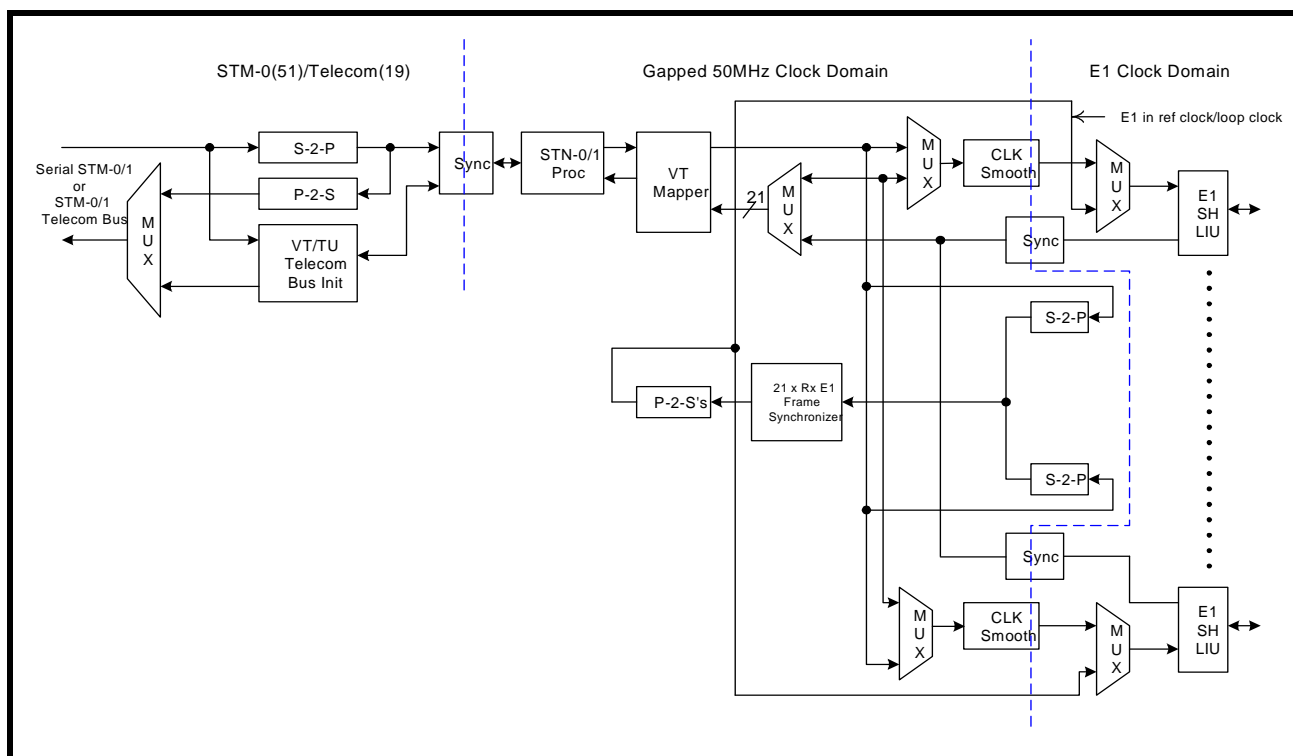 STM-0(51)/Telecom(19)
Gapped 50MHz Clock Domain
E1 Clock Domain
E1 in ref clock/loop clock
Serial STM-0/1
or
STM-0/1
Telecom Bus
M
U
X
S-2-P
P-2-S
VT/TU
Telecom
Bus Init
Sync
STN-0/1
Proc
VT
Mapper
21
M
U
X
M
U
X
CLK
Smooth
M
U
X
E1
SH
LIU
Sync
S-2-P
P-2-S's
21 x Rx E1
Frame
Synchronizer
S-2-P
Sync
M
U
X
CLK
Smooth
M
U
X
E1
SH
LIU